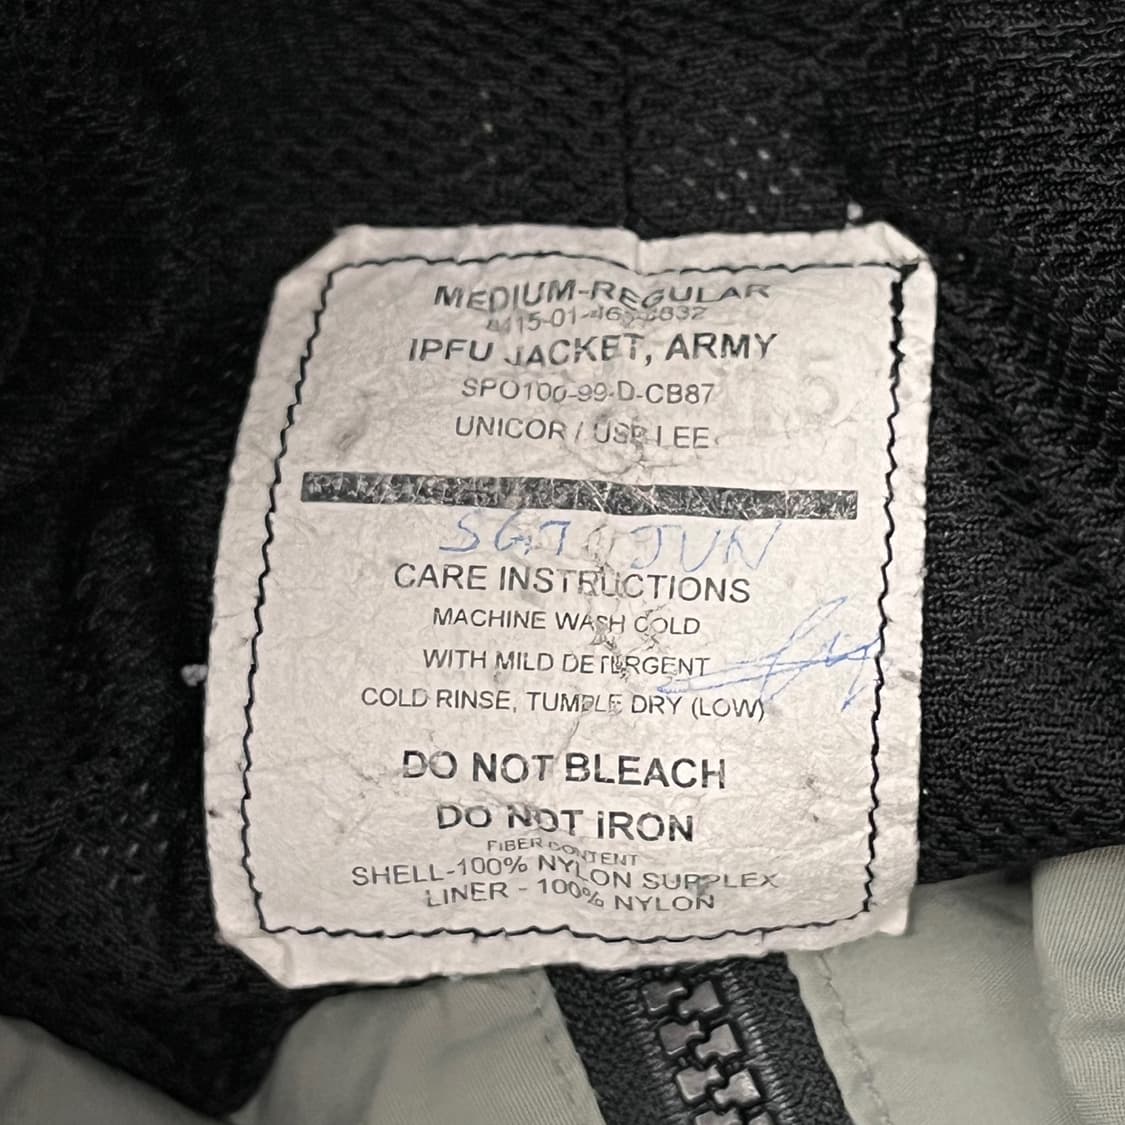 MEDIUM-REGULAR
IPFU JACKET, ARMY
SPO100-99-D-CB87
UNICOR / USP LEE
SGT JUN
CARE INSTRUCTIONS
MACHINE WASH COLD
WITH MILD DETERGENT
COLD RINSE, TUMBLE DRY (LOW)
DO NOT BLEACH
DO NOT IRON
FIBER CONTENT
SHELL-100% NYLON SUPPLEX
LINER - 100% NYLON